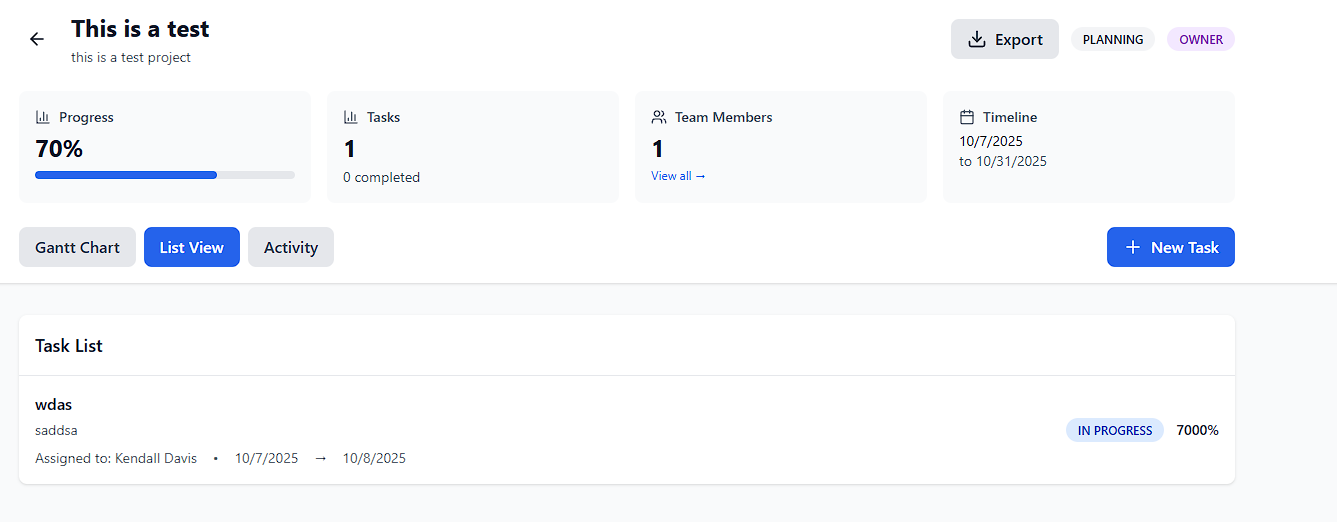 This is a test
this is a test project
Export
PLANNING
OWNER
Progress
70%
Tasks
1
0 completed
Team Members
1
View all →
Timeline
10/7/2025
to 10/31/2025
Gantt Chart
List View
Activity
New Task
Task List
wdas
saddsa
Assigned to: Kendall Davis • 10/7/2025 → 10/8/2025
IN PROGRESS
7000%